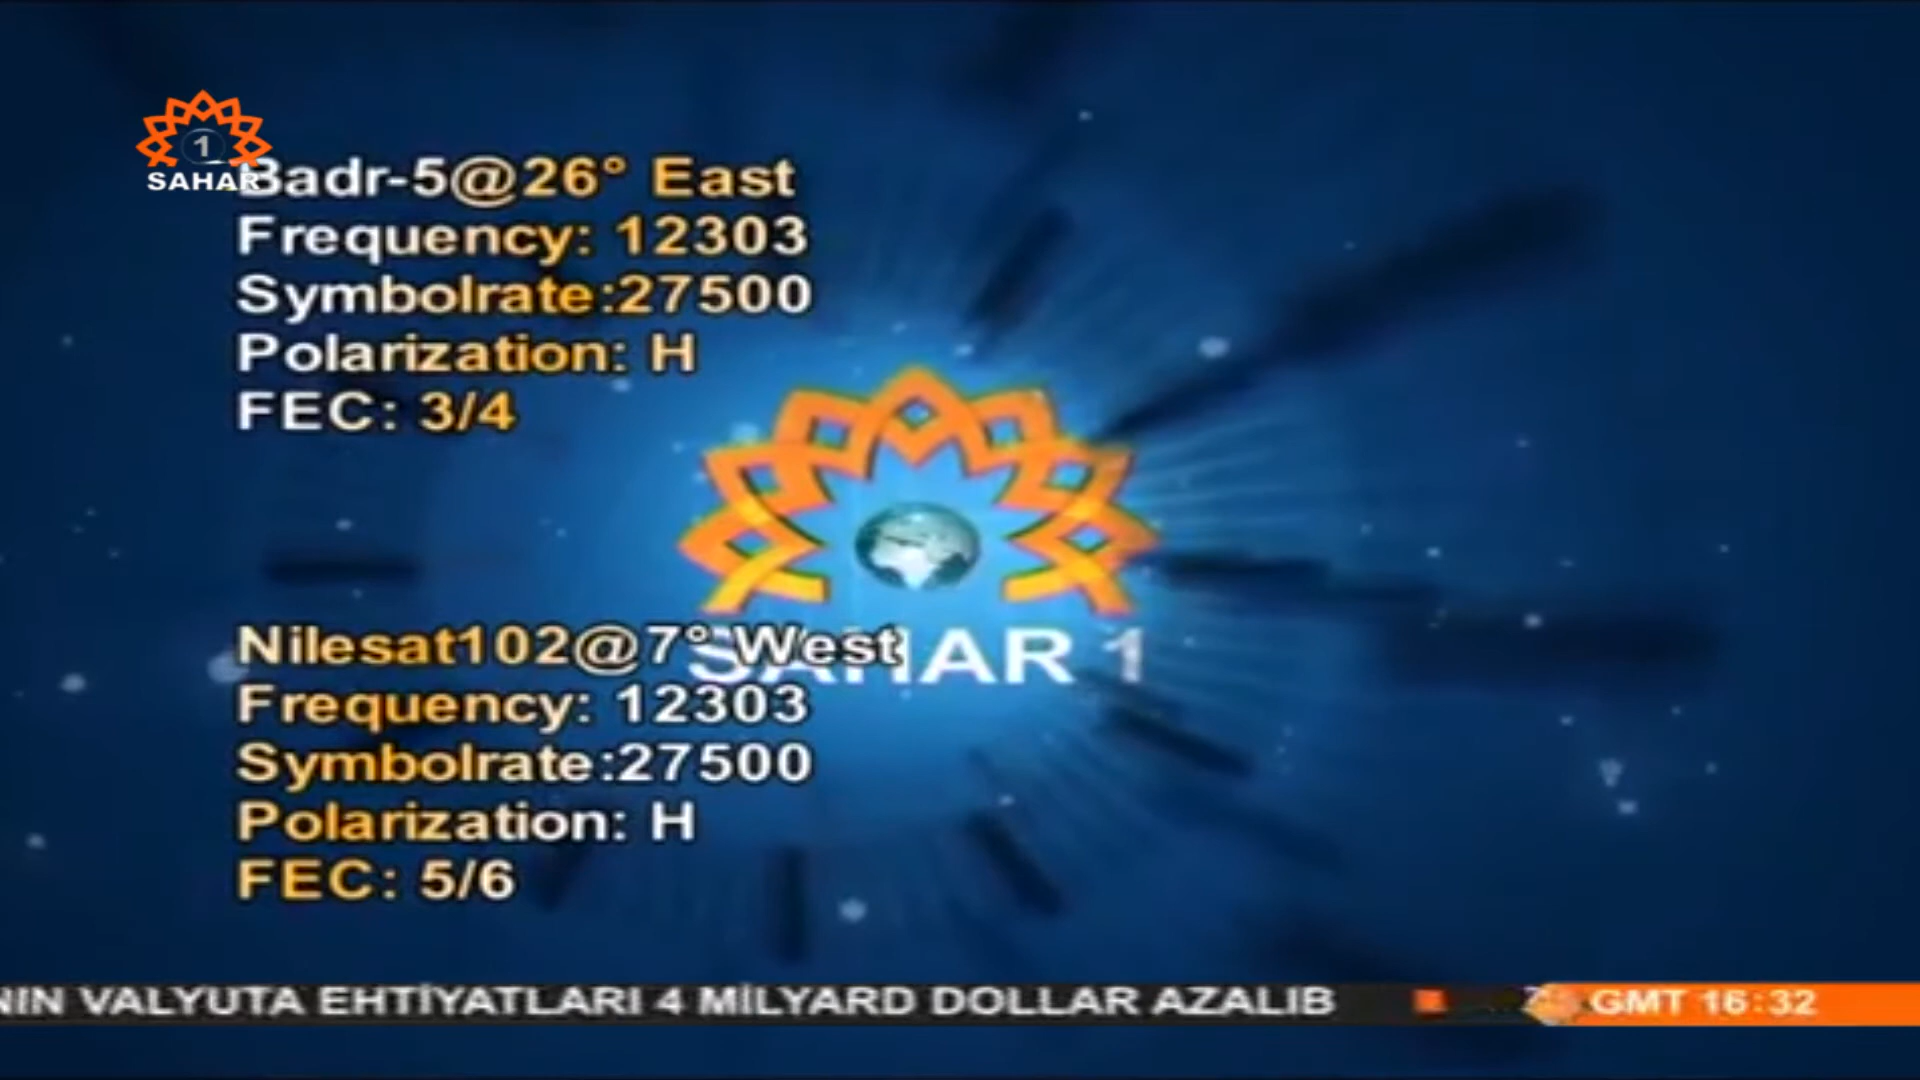 1
SAHAR
Badr-5@26° East
Frequency: 12303
Symbolrate:27500
Polarization: H
FEC: 3/4
SAHAR 1
Nilesat102@7° West
Frequency: 12303
Symbolrate:27500
Polarization: H
FEC: 5/6
NIN VALYUTA EHTİYATLARI 4 MİLYARD DOLLAR AZALIB
GMT 16:32